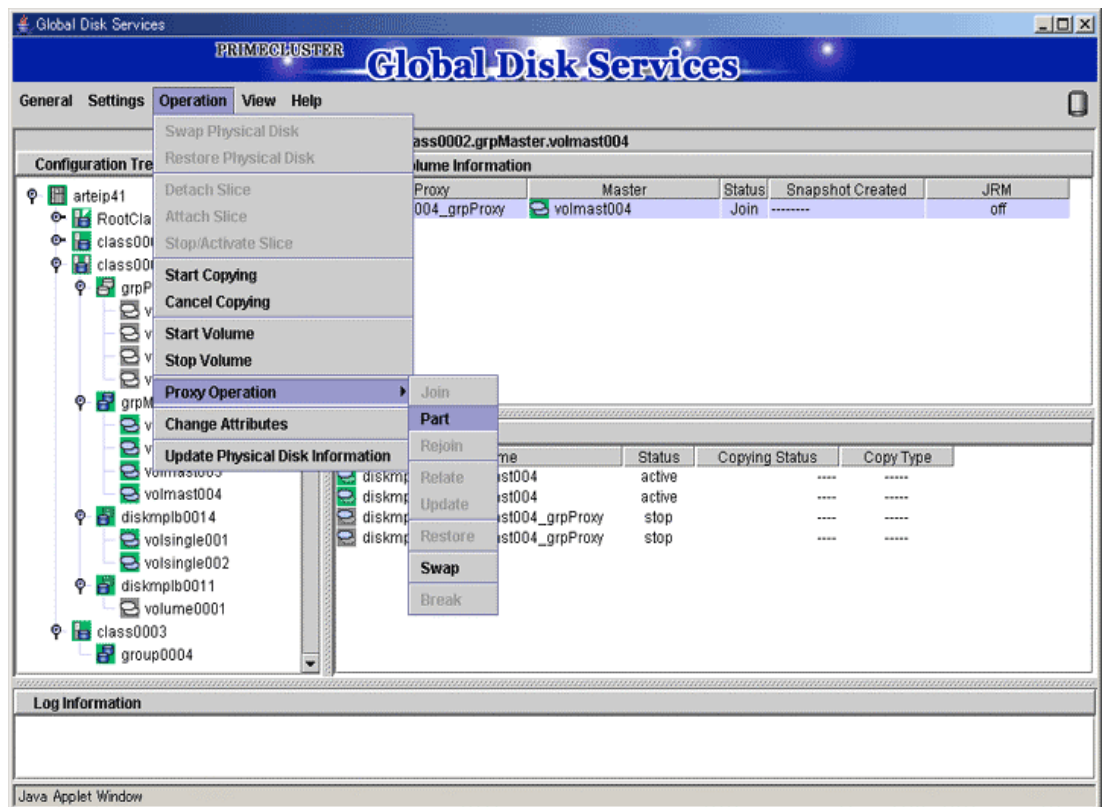 Global Disk Services
PRIMECLUSTER Global Disk Services
General Settings Operation View Help
Swap Physical Disk
Restore Physical Disk
Detach Slice
Attach Slice
Stop/Activate Slice
Start Copying
Cancel Copying
Start Volume
Stop Volume
Proxy Operation
Change Attributes
Update Physical Disk Information
Join
Part
Rejoin
Relate
Update
Restore
Swap
Break
ass0002.grpMaster.volmast004
Configuration Tre
lume Information
arteip41
RootCla
class00
class00
grpP
v
v
v
v
grpM
v
v
volmast003
volmast004
diskmplb0014
volsingle001
volsingle002
diskmplb0011
volume0001
class0003
group0004
Proxy Master Status Snapshot Created JRM
004_grpProxy volmast004 Join -------- off
me Status Copying Status Copy Type
diskmp st004 active ---- -----
diskmp st004 active ---- -----
diskmp st004_grpProxy stop ---- -----
diskmp st004_grpProxy stop ---- -----
Log Information
Java Applet Window